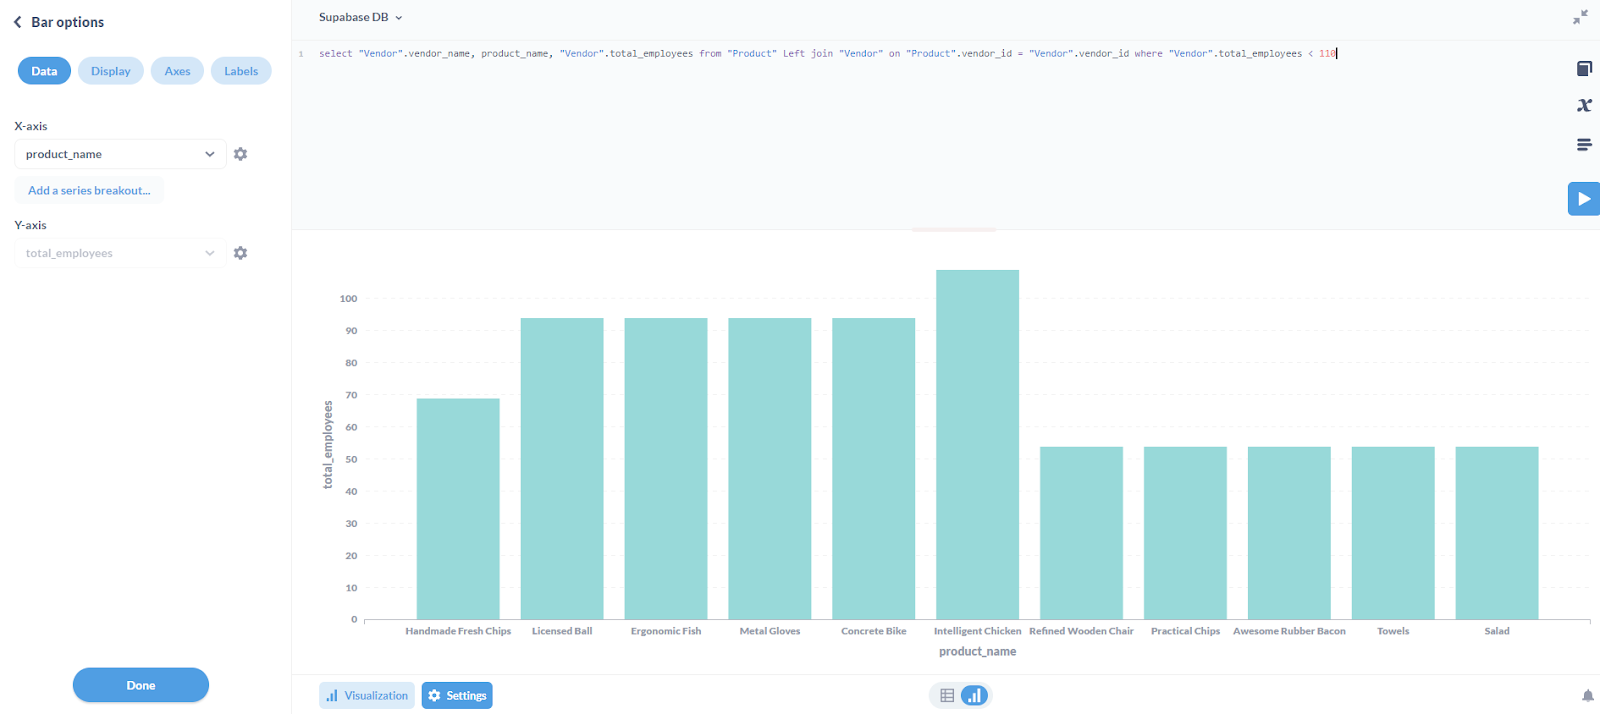 Bar options
Data Display Axes Labels
X-axis
product_name
Add a series breakout...
Y-axis
total_employees
Done
Supabase DB
1 select "Vendor".vendor_name, product_name, "Vendor".total_employees from "Product" Left join "Vendor" on "Product".vendor_id = "Vendor".vendor_id where "Vendor".total_employees < 110
100
90
80
70
60
50
40
30
20
10
0
total_employees
Handmade Fresh Chips Licensed Ball Ergonomic Fish Metal Gloves Concrete Bike Intelligent Chicken Refined Wooden Chair Practical Chips Awesome Rubber Bacon Towels Salad
product_name
Visualization Settings